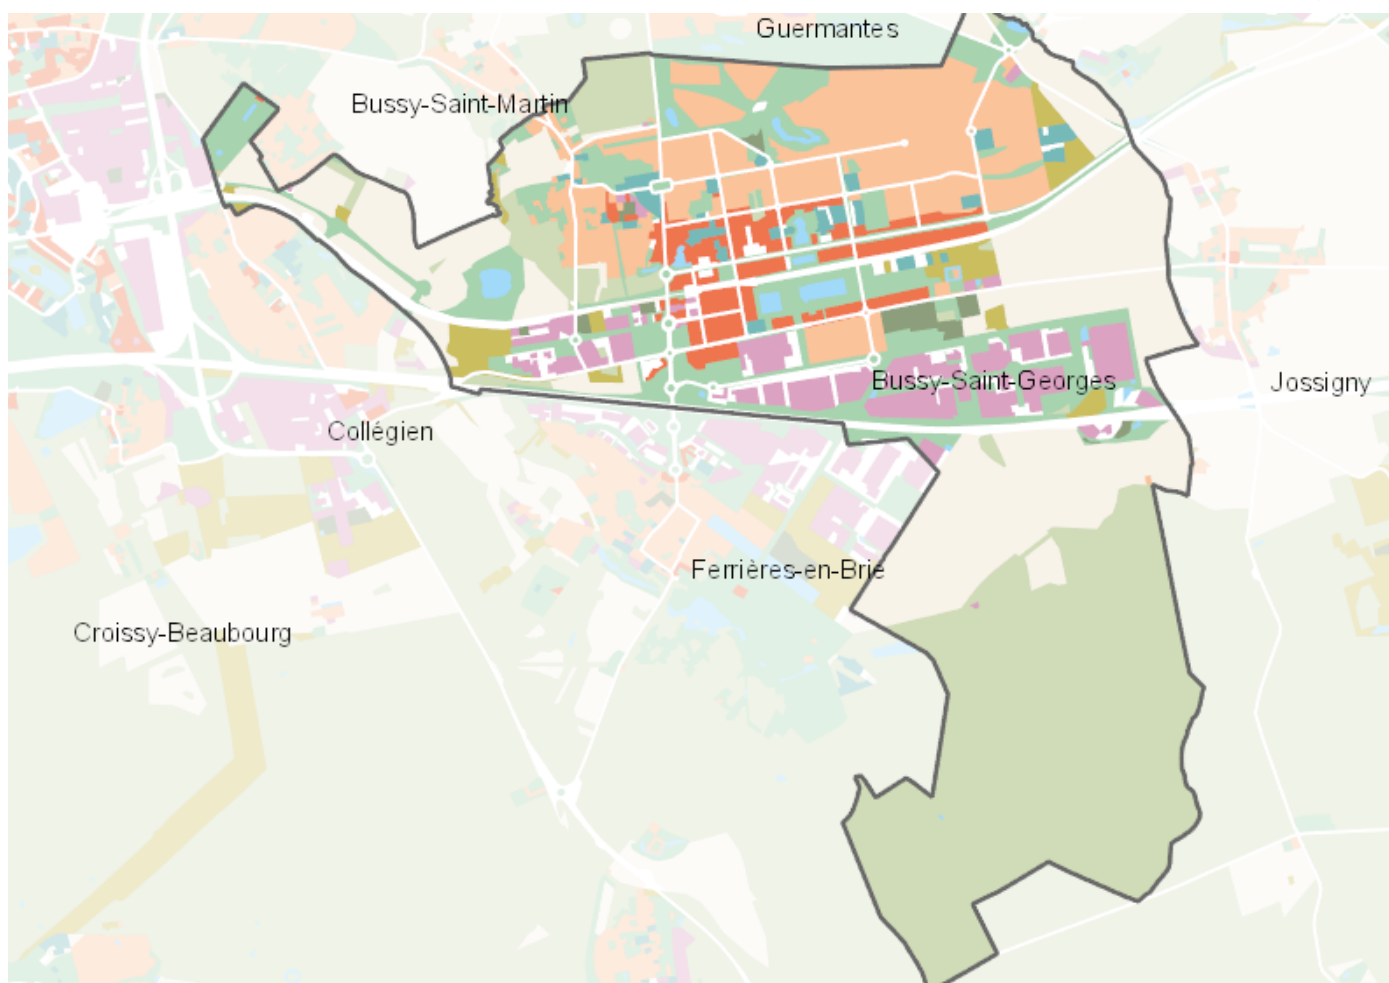 Guermantes
Bussy-Saint-Martin
Bussy-Saint-Georges
Jossigny
Collégien
Ferrières-en-Brie
Croissy-Beaubourg